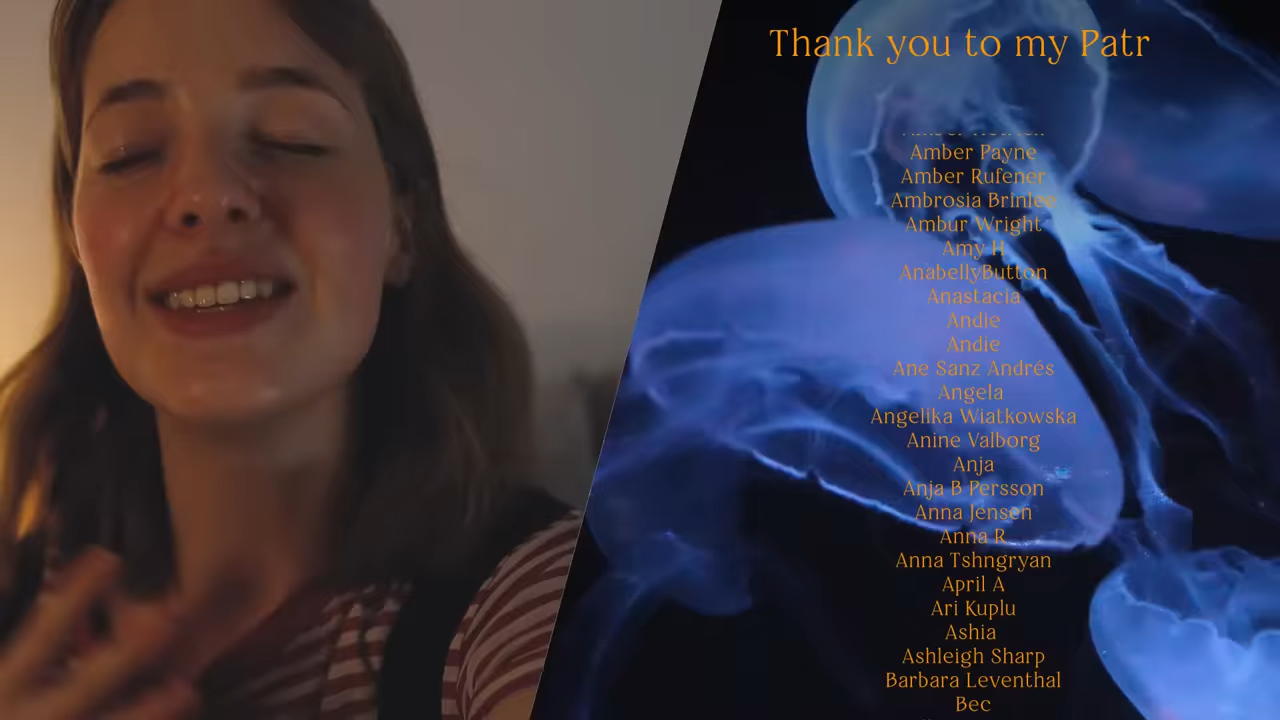 Thank you to my Patr
Amber Payne
Amber Rufener
Ambrosia Brinlee
Ambur Wright
Amy H
AnabellyButton
Anastacia
Andie
Andie
Ane Sanz Andrés
Angela
Angelika Wiatkowska
Anine Valborg
Anja
Anja B Persson
Anna Jensen
Anna R
Anna Tshngryan
April A
Ari Kuplu
Ashia
Ashleigh Sharp
Barbara Leventhal
Bec